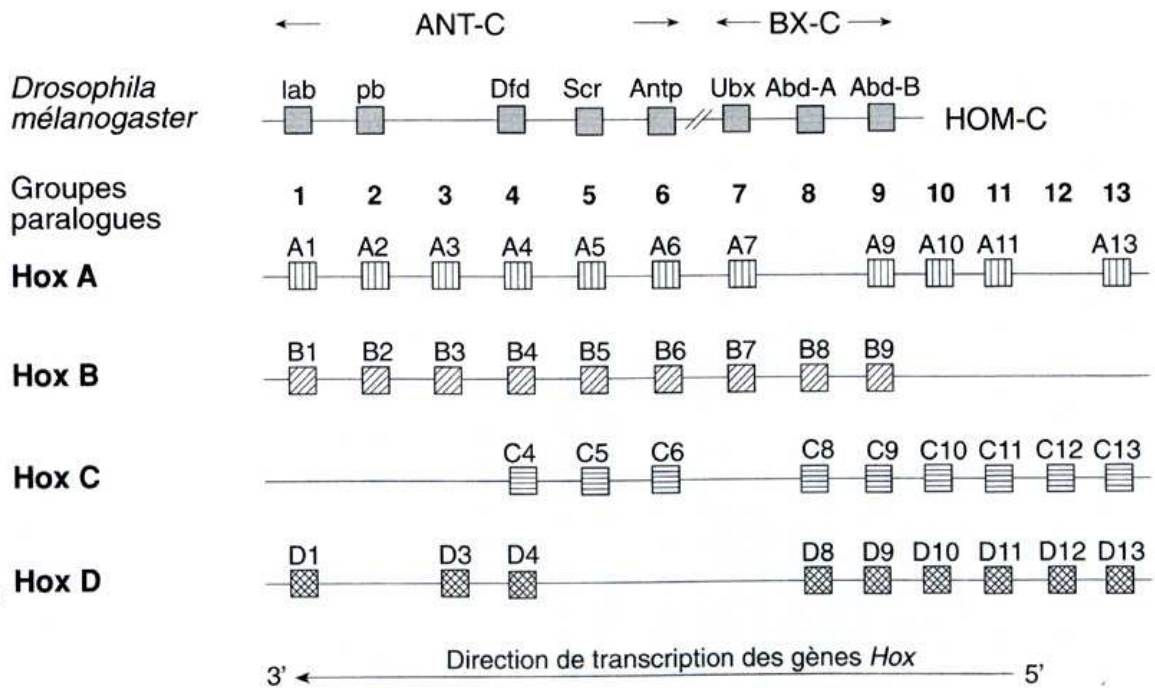 ANT-C BX-C
Drosophila mélanogaster lab pb Dfd Scr Antp Ubx Abd-A Abd-B HOM-C
Groupes paralogues 1 2 3 4 5 6 7 8 9 10 11 12 13
Hox A A1 A2 A3 A4 A5 A6 A7 A9 A10 A11 A13
Hox B B1 B2 B3 B4 B5 B6 B7 B8 B9
Hox C C4 C5 C6 C8 C9 C10 C11 C12 C13
Hox D D1 D3 D4 D8 D9 D10 D11 D12 D13
3' Direction de transcription des gènes Hox 5'